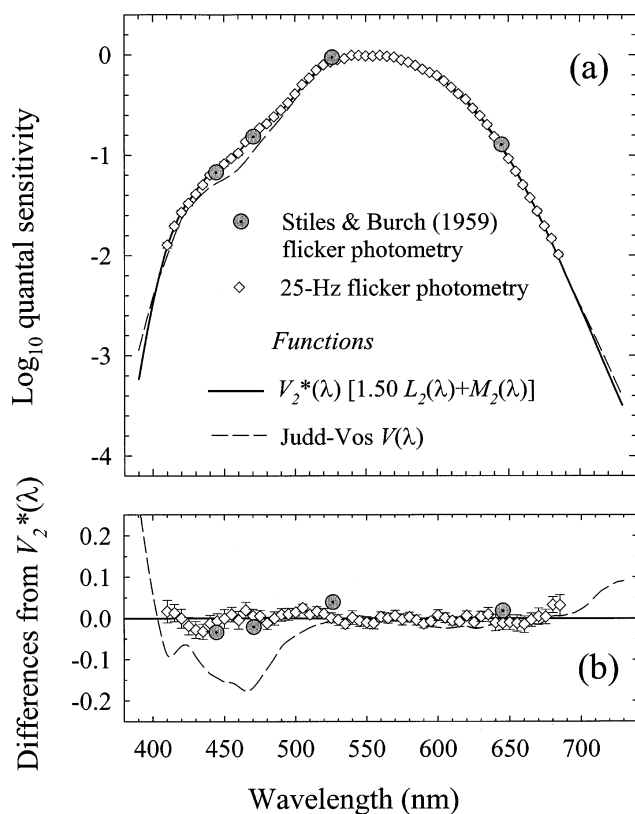 0
-1
-2
-3
-4
Log10 quantal sensitivity
(a)
Stiles & Burch (1959)
flicker photometry
25-Hz flicker photometry
Functions
V2*(λ) [1.50 L2(λ)+M2(λ)]
Judd-Vos V(λ)
0.2
0.1
0.0
-0.1
-0.2
Differences from V2*(λ)
(b)
400 450 500 550 600 650 700
Wavelength (nm)